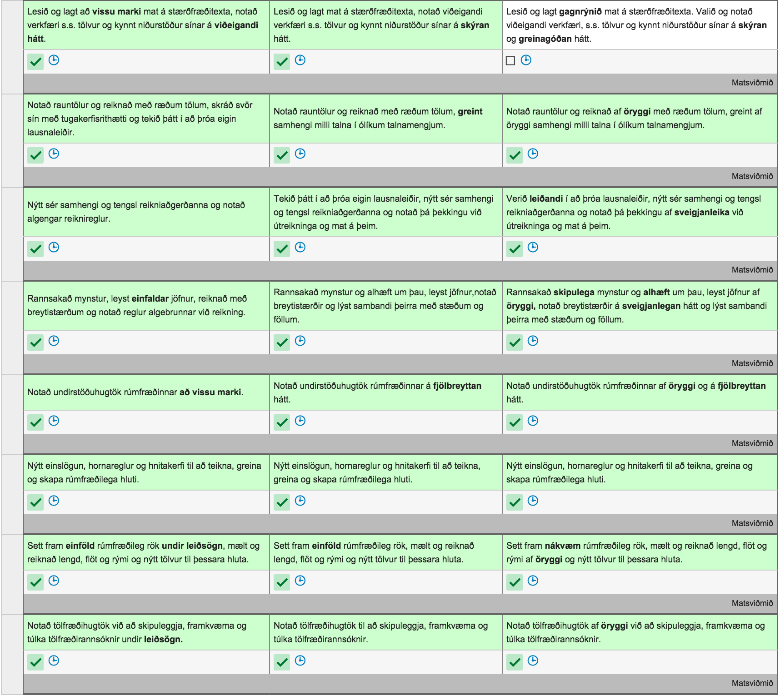 Lesið og lagt að vissu marki mat á stærðfræðitexta, notað
verkfæri s.s. tölvur og kynnt niðurstöður sínar á viðeigandi
hátt.
Lesið og lagt mat á stærðfræðitexta, notað viðeigandi
verkfæri s.s. tölvur og kynnt niðurstöður sínar á skýran
hátt.
Lesið og lagt gagnrýnið mat á stærðfræðitexta. Valið og notað
viðeigandi verkfæri, s.s. tölvur og kynnt niðurstöður sínar á skýran
og greinagóðan hátt.
Matsviðmið
Notað rauntölur og reiknað með ræðum tölum, skráð svör
sín með tugakerfisrithætti og tekið þátt í að þróa eigin
lausnaleiðir.
Notað rauntölur og reiknað með ræðum tölum, greint
samhengi milli talna í ólíkum talnamengjum.
Notað rauntölur og reiknað af öryggi með ræðum tölum, greint af
öryggi samhengi milli talna í ólíkum talnamengjum.
Matsviðmið
Nýtt sér samhengi og tengsl reikniaðgerðanna og notað
algengar reiknireglur.
Tekið þátt í að þróa eigin lausnaleiðir, nýtt sér samhengi
og tengsl reikniaðgerðanna og notað þá þekkingu við
útreikninga og mat á þeim.
Verið leiðandi í að þróa lausnaleiðir, nýtt sér samhengi og tengsl
reikniaðgerðanna og notað þá þekkingu af sveigjanleika við
útreikninga og mat á þeim.
Matsviðmið
Rannsakað mynstur, leyst einfaldar jöfnur, reiknað með
breytistærðum og notað reglur algebrunnar við reikning.
Rannsakað mynstur og alhæft um þau, leyst jöfnur,notað
breytistærðir og lýst sambandi þeirra með stæðum og
föllum.
Rannsakað skipulega mynstur og alhæft um þau, leyst jöfnur af
öryggi, notað breytistærðir á sveigjanlegan hátt og lýst sambandi
þeirra með stæðum og föllum.
Matsviðmið
Notað undirstöðuhugtök rúmfræðinnar að vissu marki.
Notað undirstöðuhugtök rúmfræðinnar á fjölbreyttan
hátt.
Notað undirstöðuhugtök rúmfræðinnar af öryggi og á fjölbreyttan
hátt.
Matsviðmið
Nýtt einslögun, hornareglur og hnitakerfi til að teikna, greina
og skapa rúmfræðilega hluti.
Nýtt einslögun, hornareglur og hnitakerfi til að teikna,
greina og skapa rúmfræðilega hluti.
Nýtt einslögun, hornareglur og hnitakerfi til að teikna, greina og
skapa rúmfræðilega hluti.
Matsviðmið
Sett fram einföld rúmfræðileg rök undir leiðsögn, mælt og
reiknað lengd, flöt og rými og nýtt tölvur til þessara hluta.
Sett fram einföld rúmfræðileg rök, mælt og reiknað
lengd, flöt og rými og nýtt tölvur til þessara hluta.
Sett fram nákvæm rúmfræðileg rök, mælt og reiknað lengd, flöt og
rými af öryggi og nýtt tölvur til þessara hluta.
Matsviðmið
Notað tölfræðihugtök við að skipuleggja, framkvæma og
túlka tölfræðirannsóknir undir leiðsögn.
Notað tölfræðihugtök til að skipuleggja, framkvæma og
túlka tölfræðirannsóknir.
Notað tölfræðihugtök af öryggi við að skipuleggja, framkvæma og
túlka tölfræðirannsóknir.
Matsviðmið